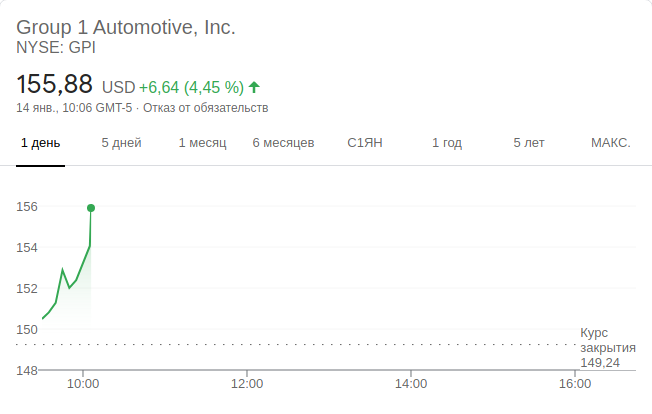 Group 1 Automotive, Inc.
NYSE: GPI
155,88 USD +6,64 (4,45 %)
14 янв., 10:06 GMT-5 · Отказ от обязательств
1 день 5 дней 1 месяц 6 месяцев С1ЯН 1 год 5 лет МАКС.
156
154
152
150
148
Курс
закрытия
149,24
10:00 12:00 14:00 16:00